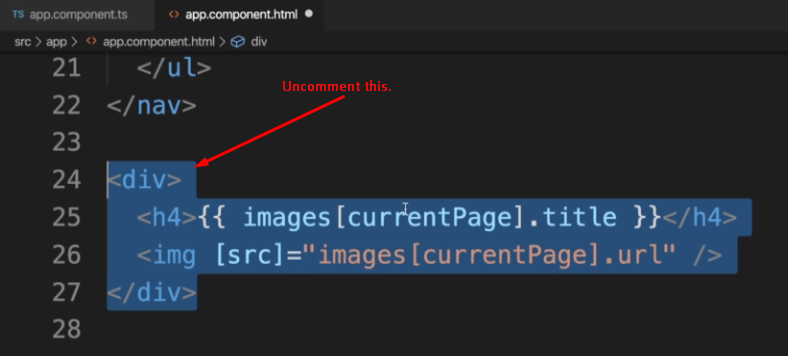 TS app.component.ts <> app.component.html
src > app > <> app.component.html > div
21 </ul>
Uncomment this.
22 </nav>
23
24 <div>
25 <h4>{{ images[currentPage].title }}</h4>
26 <img [src]="images[currentPage].url" />
27 </div>
28